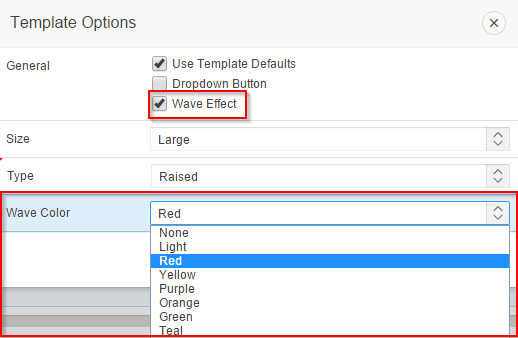 Template Options
General
Use Template Defaults
Dropdown Button
Wave Effect
Size
Large
Type
Raised
Wave Color
Red
None
Light
Red
Yellow
Purple
Orange
Green
Teal